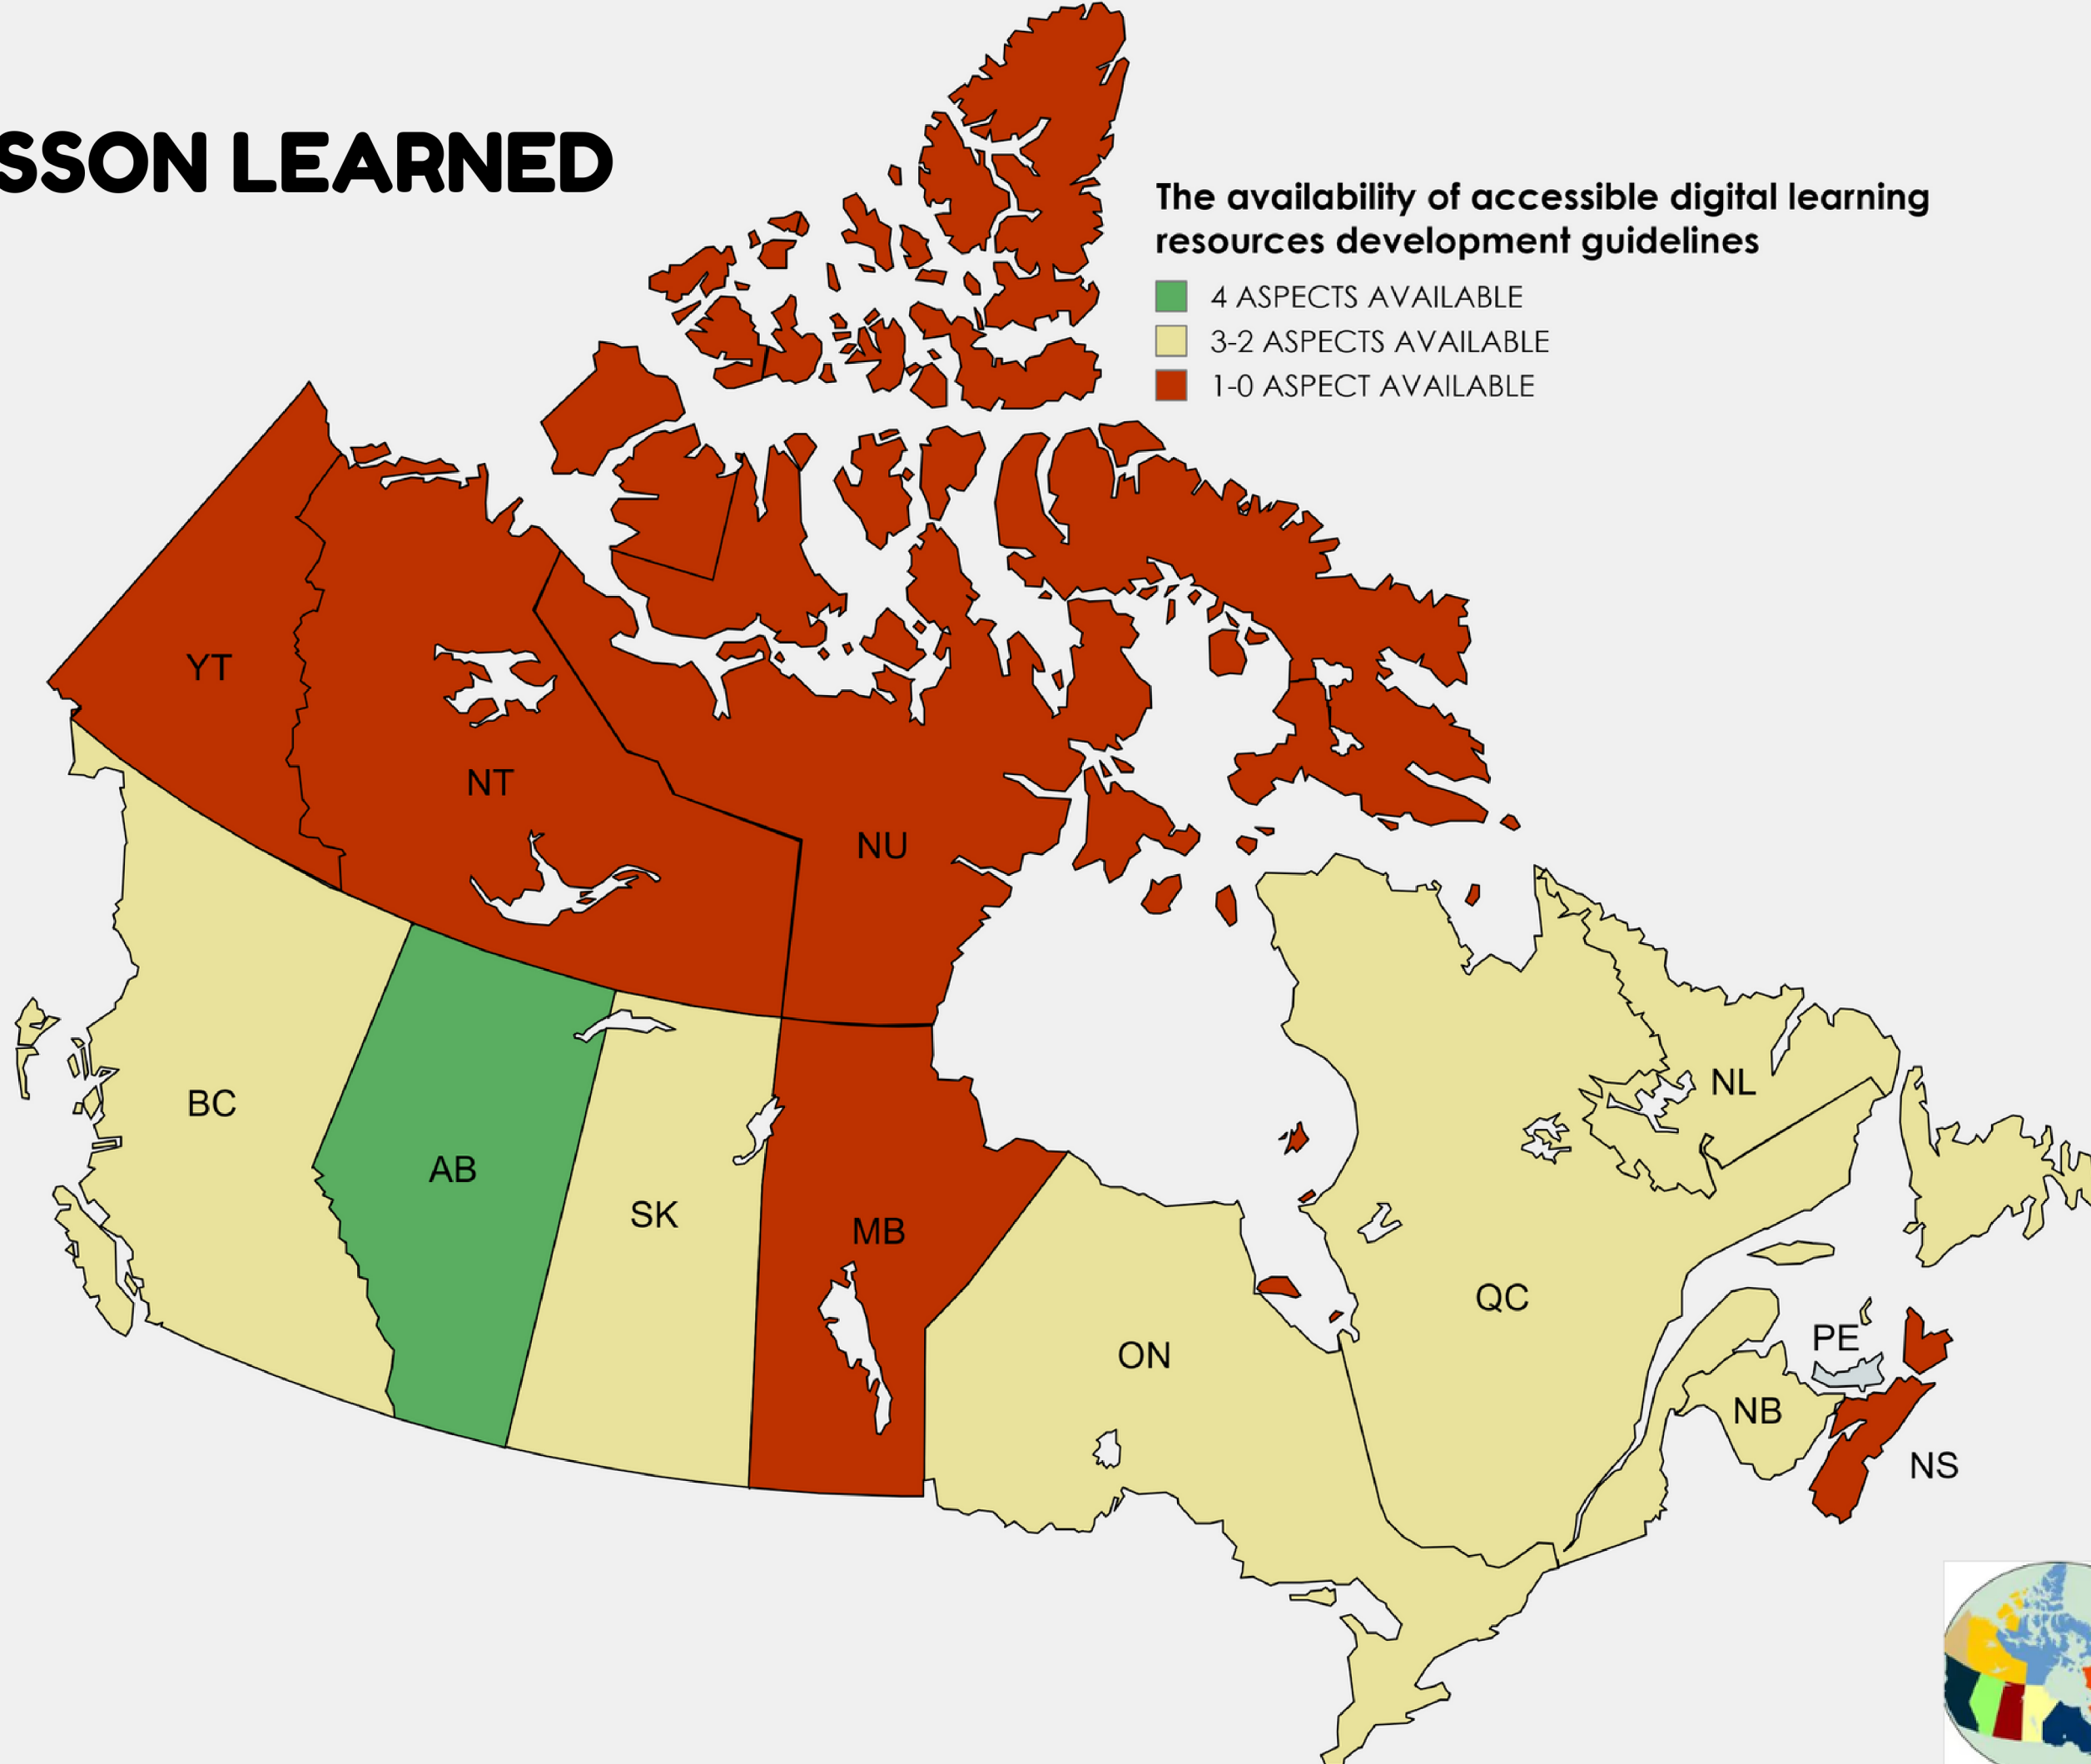 SSON LEARNED
The availability of accessible digital learning
resources development guidelines
4 ASPECTS AVAILABLE
3-2 ASPECTS AVAILABLE
1-0 ASPECT AVAILABLE
YT
NT
NU
BC
AB
SK
MB
ON
QC
NL
PE
NB
NS